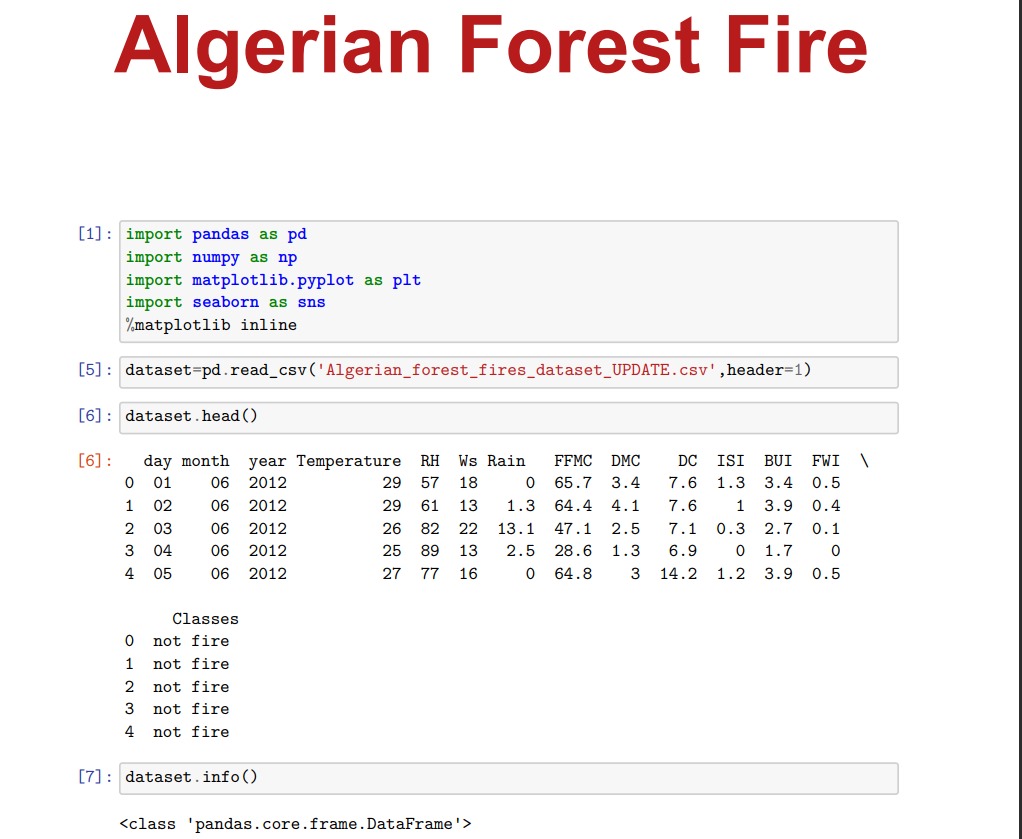 Algerian Forest Fire
[1]: import pandas as pd
import numpy as np
import matplotlib.pyplot as plt
import seaborn as sns
%matplotlib inline
[5]: dataset=pd.read_csv('Algerian_forest_fires_dataset_UPDATE.csv',header=1)
[6]: dataset.head()
[6]: day month year Temperature RH Ws Rain FFMC DMC DC ISI BUI FWI \
0 01 06 2012 29 57 18 0 65.7 3.4 7.6 1.3 3.4 0.5
1 02 06 2012 29 61 13 1.3 64.4 4.1 7.6 1 3.9 0.4
2 03 06 2012 26 82 22 13.1 47.1 2.5 7.1 0.3 2.7 0.1
3 04 06 2012 25 89 13 2.5 28.6 1.3 6.9 0 1.7 0
4 05 06 2012 27 77 16 0 64.8 3 14.2 1.2 3.9 0.5
Classes
0 not fire
1 not fire
2 not fire
3 not fire
4 not fire
[7]: dataset.info()
<class 'pandas.core.frame.DataFrame'>